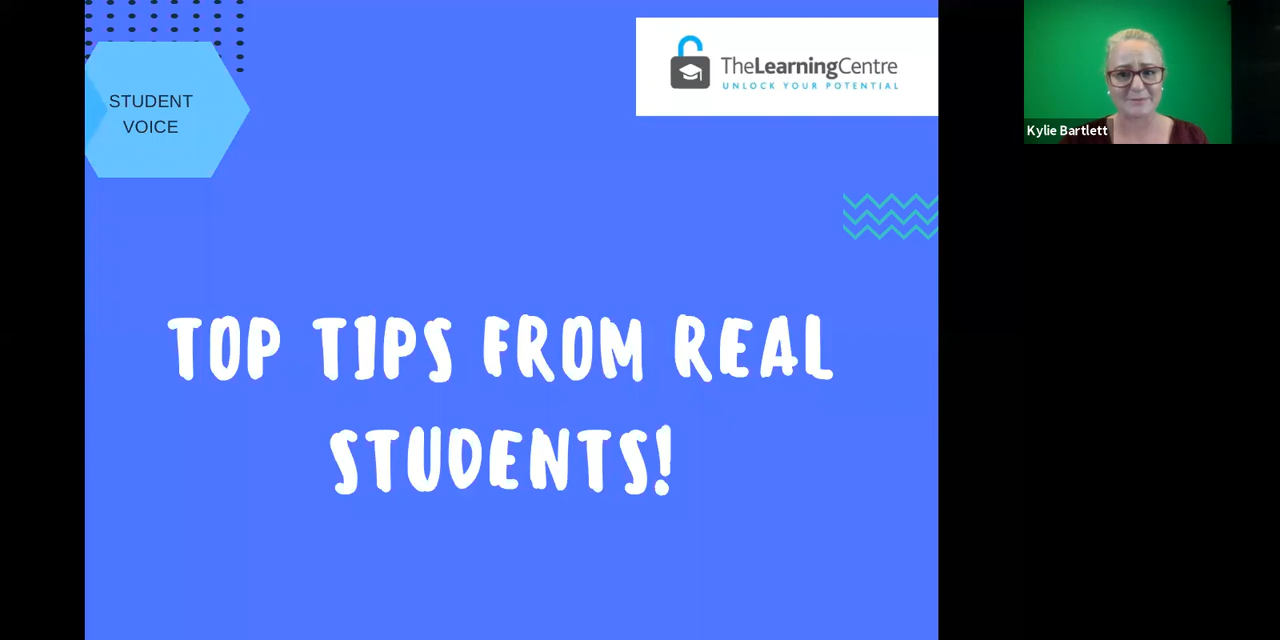 STUDENT
VOICE
TheLearningCentre
UNLOCK YOUR POTENTIAL
Kylie Bartlett
TOP TIPS FROM REAL
STUDENTS!